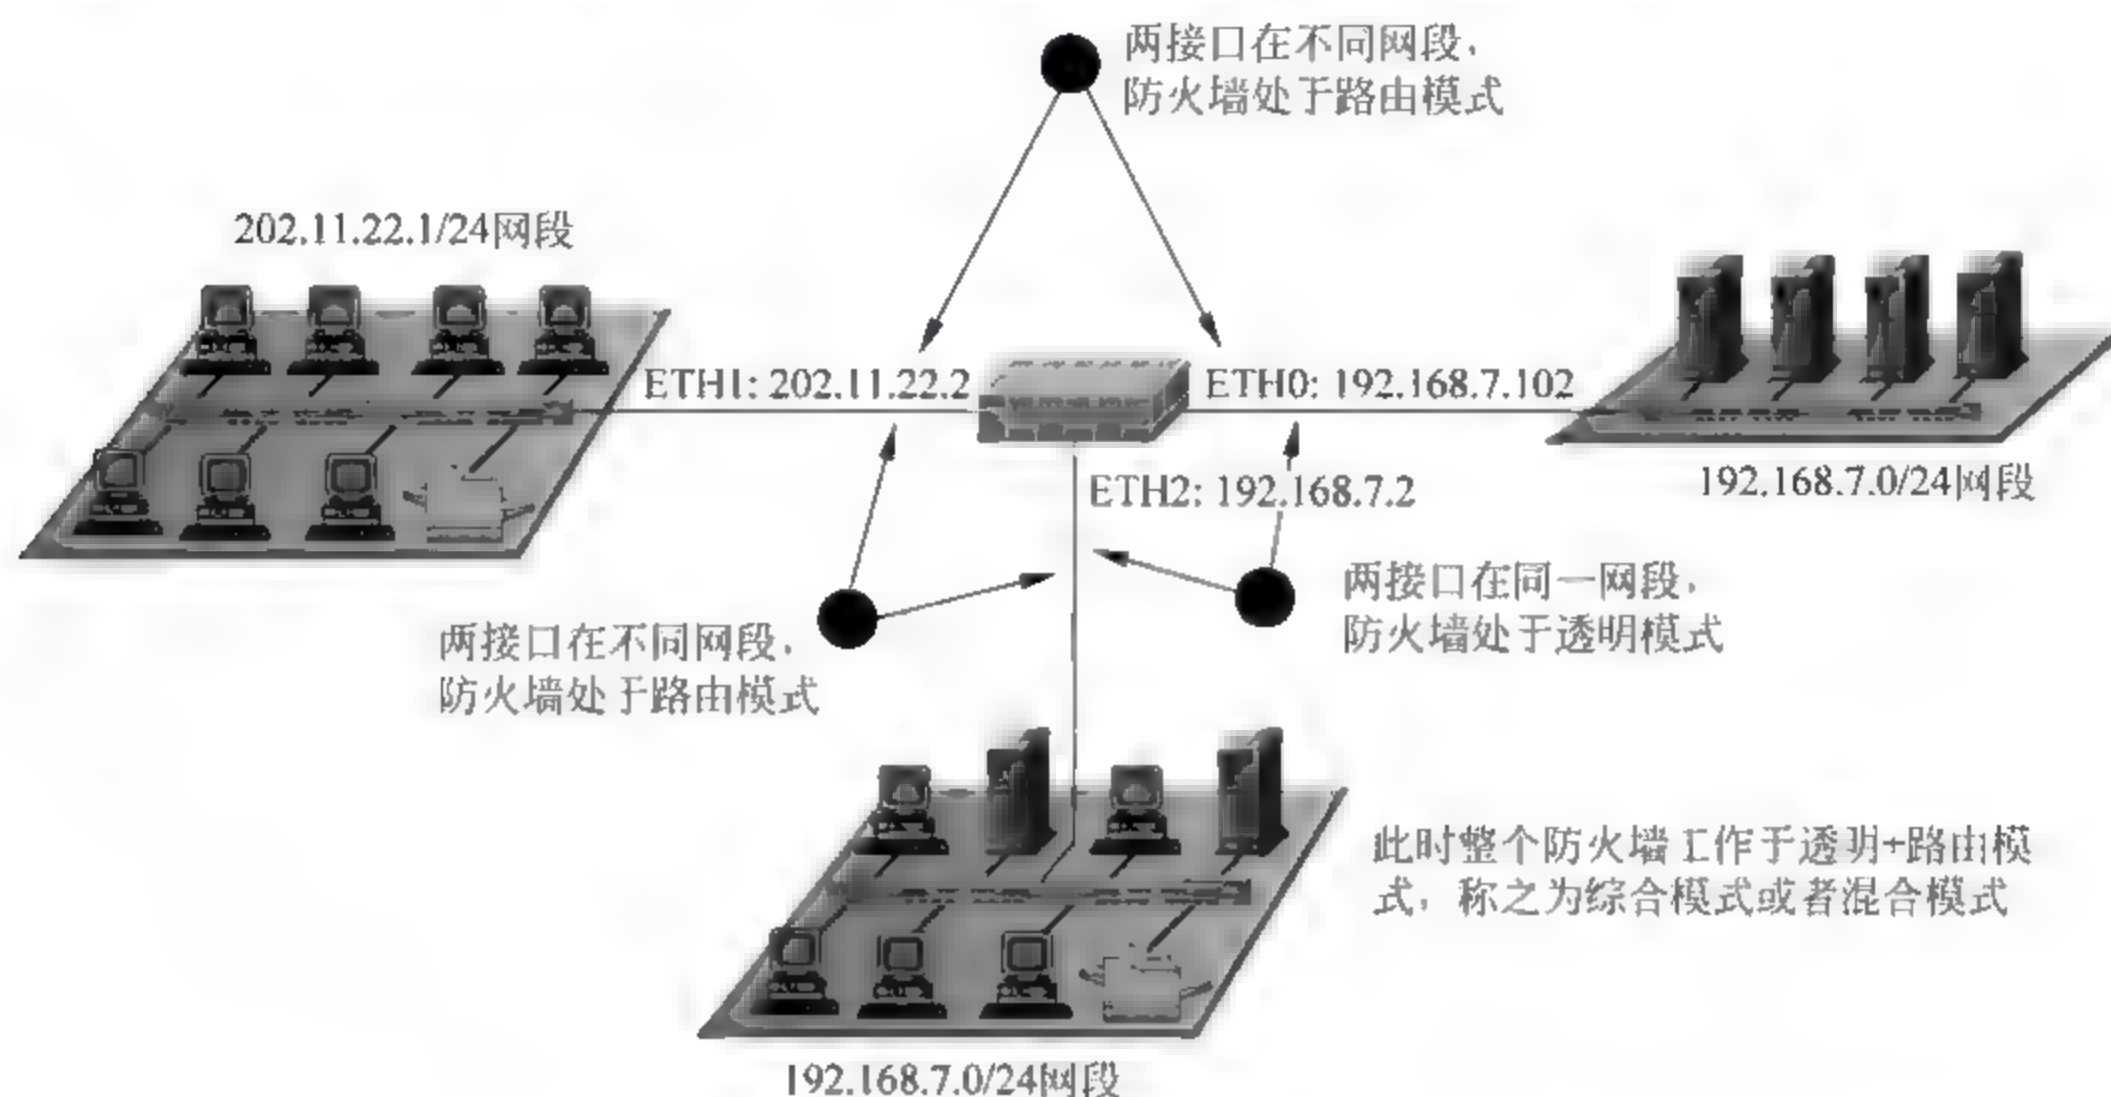 两接口在不同网段，
防火墙处于路由模式
202.11.22.1/24网段
ETH1: 202.11.22.2
ETH0: 192.168.7.102
ETH2: 192.168.7.2
192.168.7.0/24网段
两接口在不同网段，
防火墙处于路由模式
两接口在同一网段，
防火墙处于透明模式
此时整个防火墙工作于透明+路由模
式，称之为综合模式或者混合模式
192.168.7.0/24网段